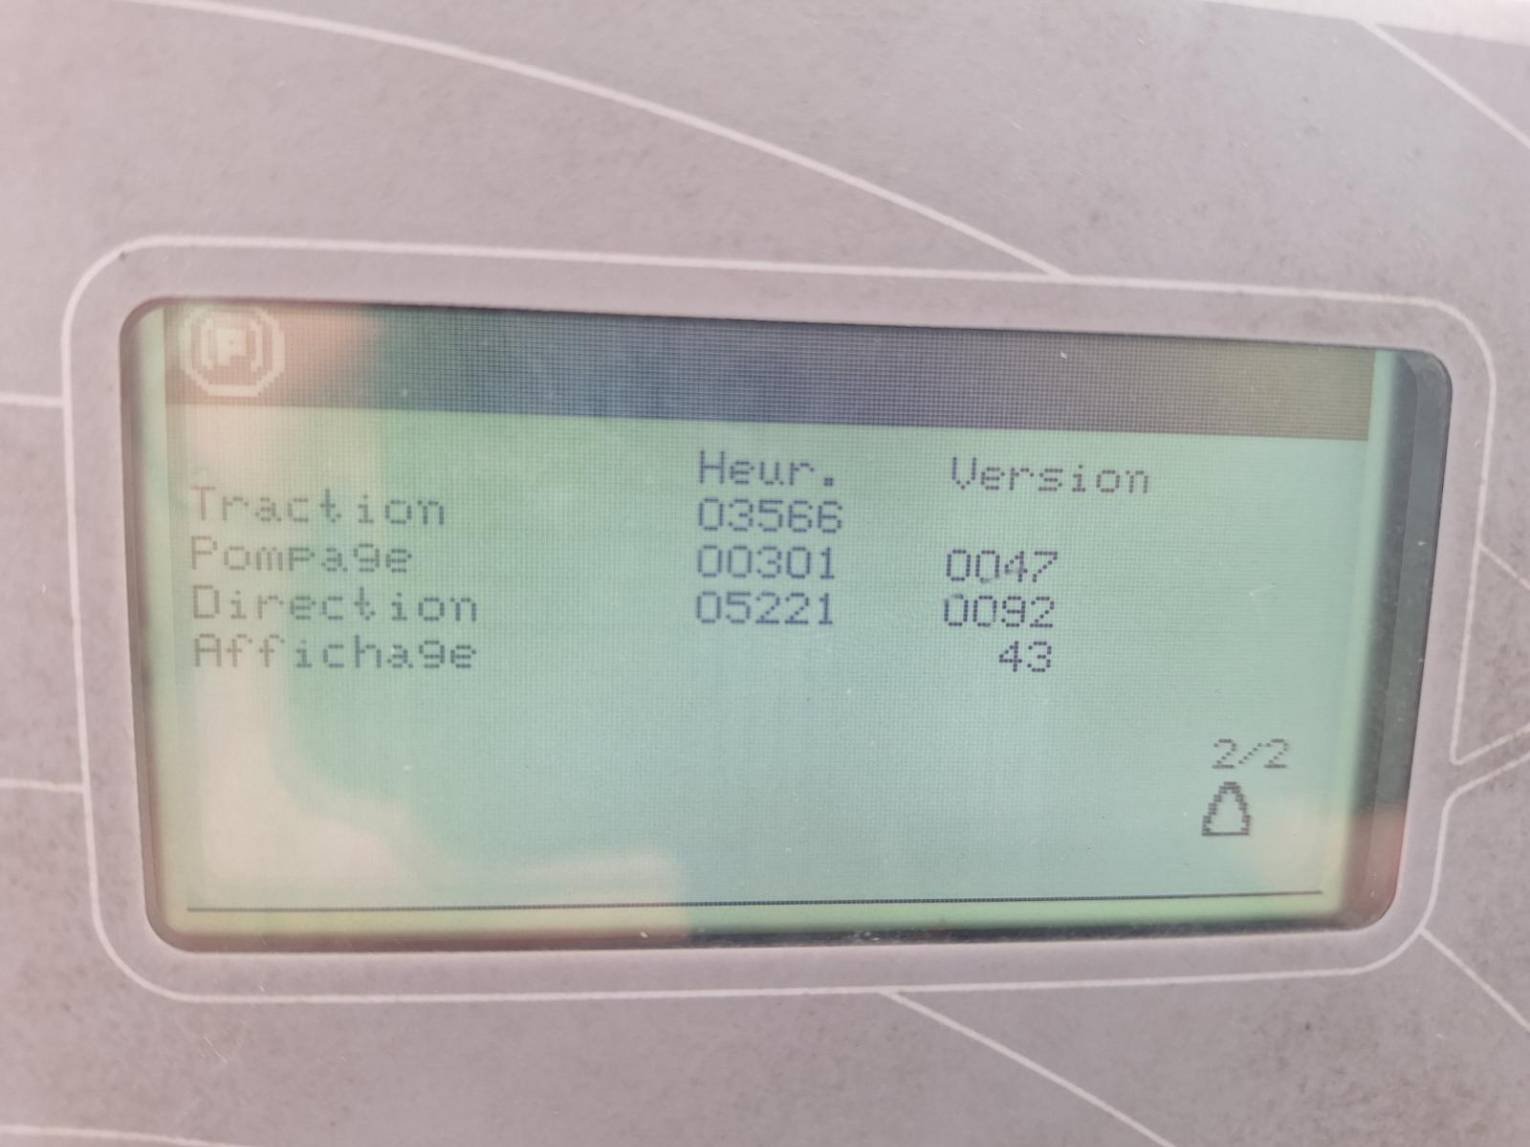 (P)
Heur. Version
Traction 03566
Pompage 00301 0047
Direction 05221 0092
Affichage 43
2/2